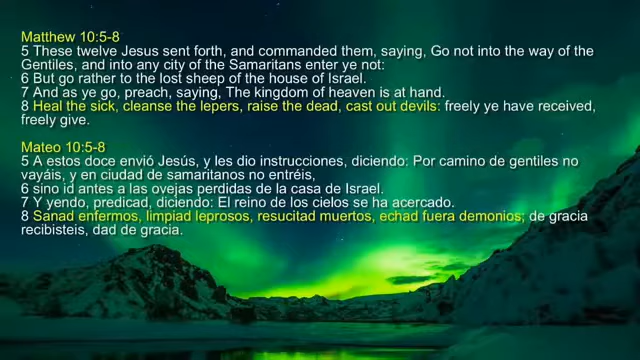 Matthew 10:5-8
5 These twelve Jesus sent forth, and commanded them, saying, Go not into the way of the
Gentiles, and into any city of the Samaritans enter ye not:
6 But go rather to the lost sheep of the house of Israel.
7 And as ye go, preach, saying, The kingdom of heaven is at hand.
8 Heal the sick, cleanse the lepers, raise the dead, cast out devils: freely ye have received,
freely give.
Mateo 10:5-8
5 A estos doce envió Jesús, y les dio instrucciones, diciendo: Por camino de gentiles no
vayáis, y en ciudad de samaritanos no entréis,
6 sino id antes a las ovejas perdidas de la casa de Israel.
7 Y yendo, predicad, diciendo: El reino de los cielos se ha acercado.
8 Sanad enfermos, limpiad leprosos, resucitad muertos, echad fuera demonios; de gracia
recibisteis, dad de gracia.